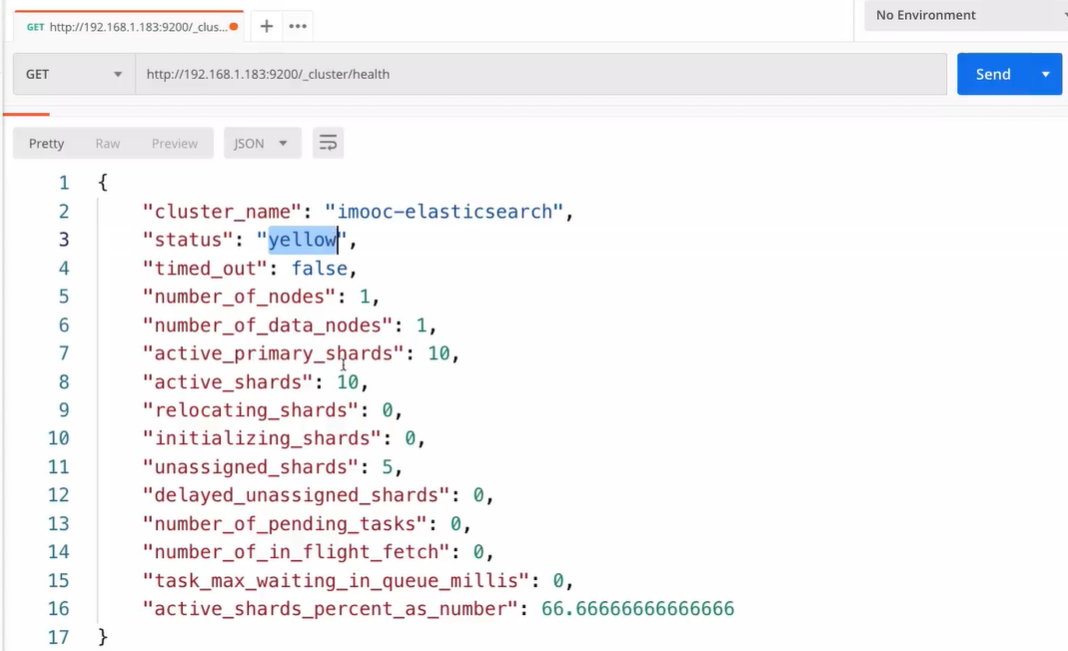 GET http://192.168.1.183:9200/_clus... + ••• No Environment
GET http://192.168.1.183:9200/_cluster/health Send
Pretty Raw Preview JSON
1 {
2 "cluster_name": "imooc-elasticsearch",
3 "status": "yellow",
4 "timed_out": false,
5 "number_of_nodes": 1,
6 "number_of_data_nodes": 1,
7 "active_primary_shards": 10,
8 "active_shards": 10,
9 "relocating_shards": 0,
10 "initializing_shards": 0,
11 "unassigned_shards": 5,
12 "delayed_unassigned_shards": 0,
13 "number_of_pending_tasks": 0,
14 "number_of_in_flight_fetch": 0,
15 "task_max_waiting_in_queue_millis": 0,
16 "active_shards_percent_as_number": 66.66666666666666
17 }